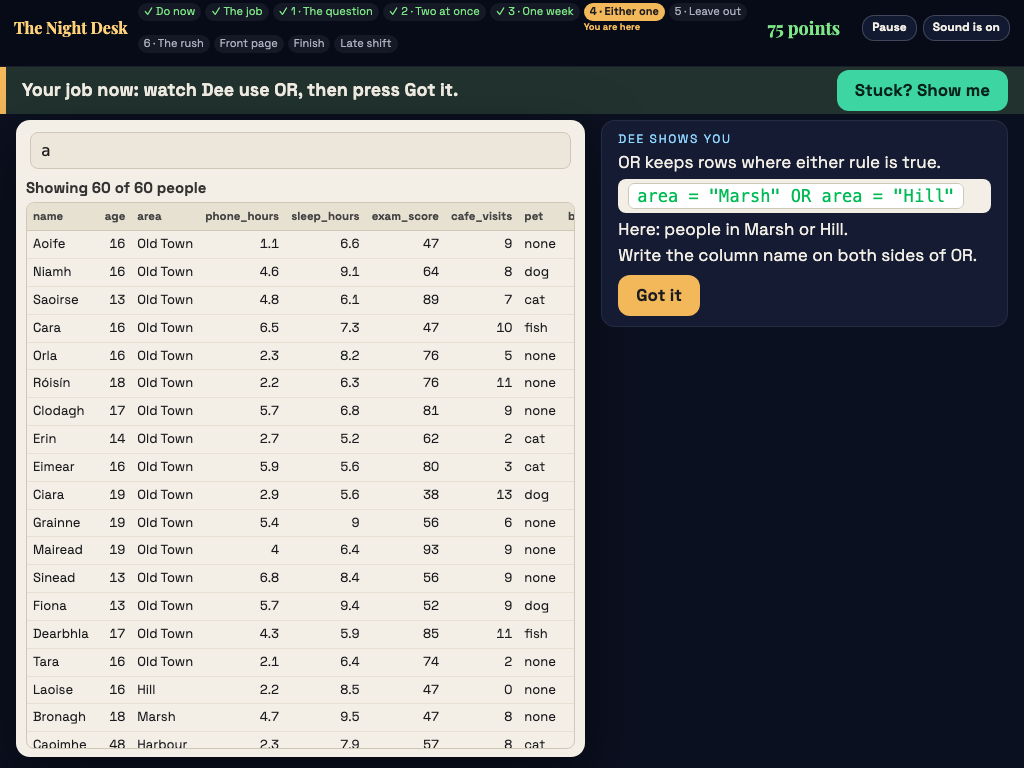 The Night Desk
✓ Do now ✓ The job ✓ 1 · The question ✓ 2 · Two at once ✓ 3 · One week 4 · Either one 5 · Leave out
You are here
6 · The rush Front page Finish Late shift
75 points
Pause Sound is on
Your job now: watch Dee use OR, then press Got it.
Stuck? Show me
a
Showing 60 of 60 people
name age area phone_hours sleep_hours exam_score cafe_visits pet b
Aoife 16 Old Town 1.1 6.6 47 9 none
Niamh 16 Old Town 4.6 9.1 64 8 dog
Saoirse 13 Old Town 4.8 6.1 89 7 cat
Cara 16 Old Town 6.5 7.3 47 10 fish
Orla 16 Old Town 2.3 8.2 76 5 none
Róisín 18 Old Town 2.2 6.3 76 11 none
Clodagh 17 Old Town 5.7 6.8 81 9 none
Erin 14 Old Town 2.7 5.2 62 2 cat
Eimear 16 Old Town 5.9 5.6 80 3 cat
Ciara 19 Old Town 2.9 5.6 38 13 dog
Grainne 19 Old Town 5.4 9 56 6 none
Mairead 19 Old Town 4 6.4 93 9 none
Sinead 13 Old Town 6.8 8.4 56 9 none
Fiona 13 Old Town 5.7 9.4 52 9 dog
Dearbhla 17 Old Town 4.3 5.9 85 11 fish
Tara 16 Old Town 2.1 6.4 74 2 none
Laoise 16 Hill 2.2 8.5 47 0 none
Bronagh 18 Marsh 4.7 9.5 47 8 none
Caoimhe 48 Harbour 2.3 7.9 57 8 cat
DEE SHOWS YOU
OR keeps rows where either rule is true.
area = "Marsh" OR area = "Hill"
Here: people in Marsh or Hill.
Write the column name on both sides of OR.
Got it